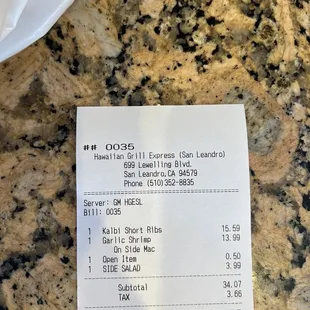 ## 0035
Hawaiian Grill Express (San Leandro)
699 Lewelling Blvd.
San Leandro,CA 94579
Phone (510)352-8835
Server: GM HGESL
Bill: 0035
1 Kalbi Short Ribs 15.59
1 Garlic Shrimp 13.99
On Side Mac
1 Open Item 0.50
1 SIDE SALAD 3.99
Subtotal 34.07
TAX 3.66